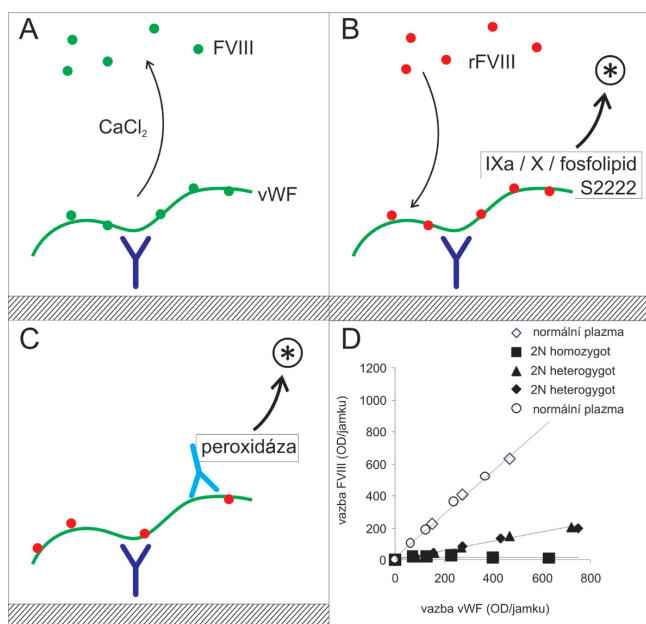 A
FVIII
CaCl2
vWF
B
rFVIII
IXa / X / fosfolipid
S2222
C
peroxidáza
D
normální plazma
2N homozygot
2N heterogygot
2N heterogygot
normální plazma
vazba FVIII (OD/jamku)
1200
1000
800
600
400
200
0
0
200
400
600
800
vazba vWF (OD/jamku)